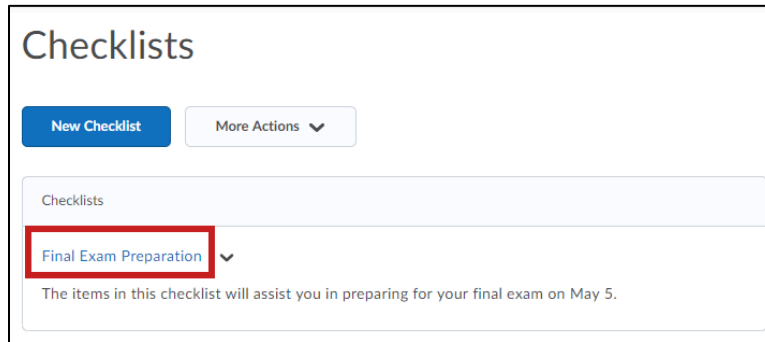 Checklists
New Checklist
More Actions
Checklists
Final Exam Preparation
The items in this checklist will assist you in preparing for your final exam on May 5.